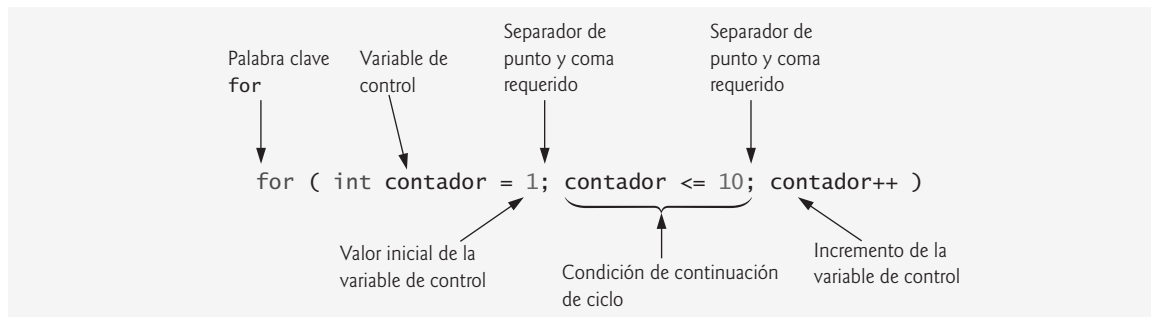 Palabra clave
for
Variable de
control
Separador de
punto y coma
requerido
Separador de
punto y coma
requerido
for ( int contador = 1; contador <= 10; contador++ )
Valor inicial de la
variable de control
Condición de continuación
de ciclo
Incremento de la
variable de control